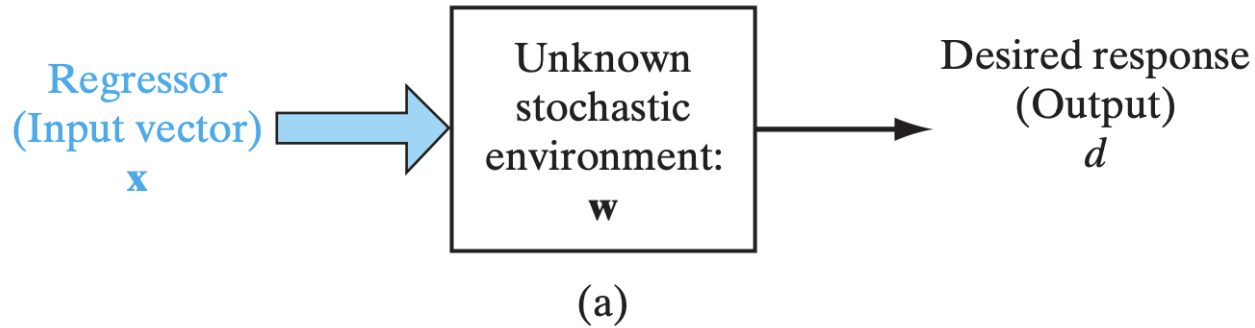 Regressor
(Input vector)
x
Unknown
stochastic
environment:
w
Desired response
(Output)
d
(a)